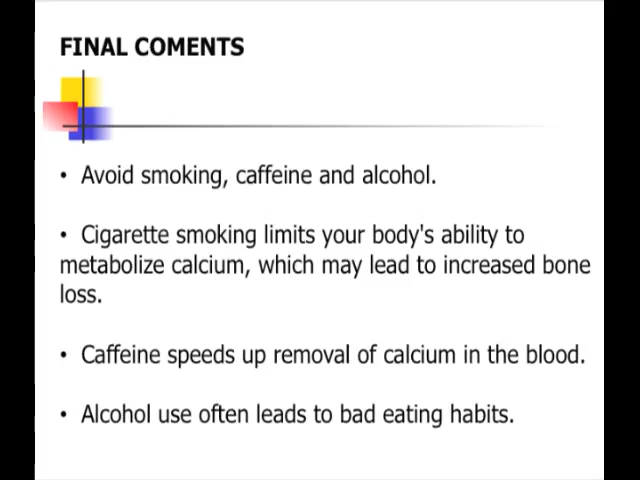 FINAL COMENTS
• Avoid smoking, caffeine and alcohol.
• Cigarette smoking limits your body's ability to
metabolize calcium, which may lead to increased bone
loss.
• Caffeine speeds up removal of calcium in the blood.
• Alcohol use often leads to bad eating habits.